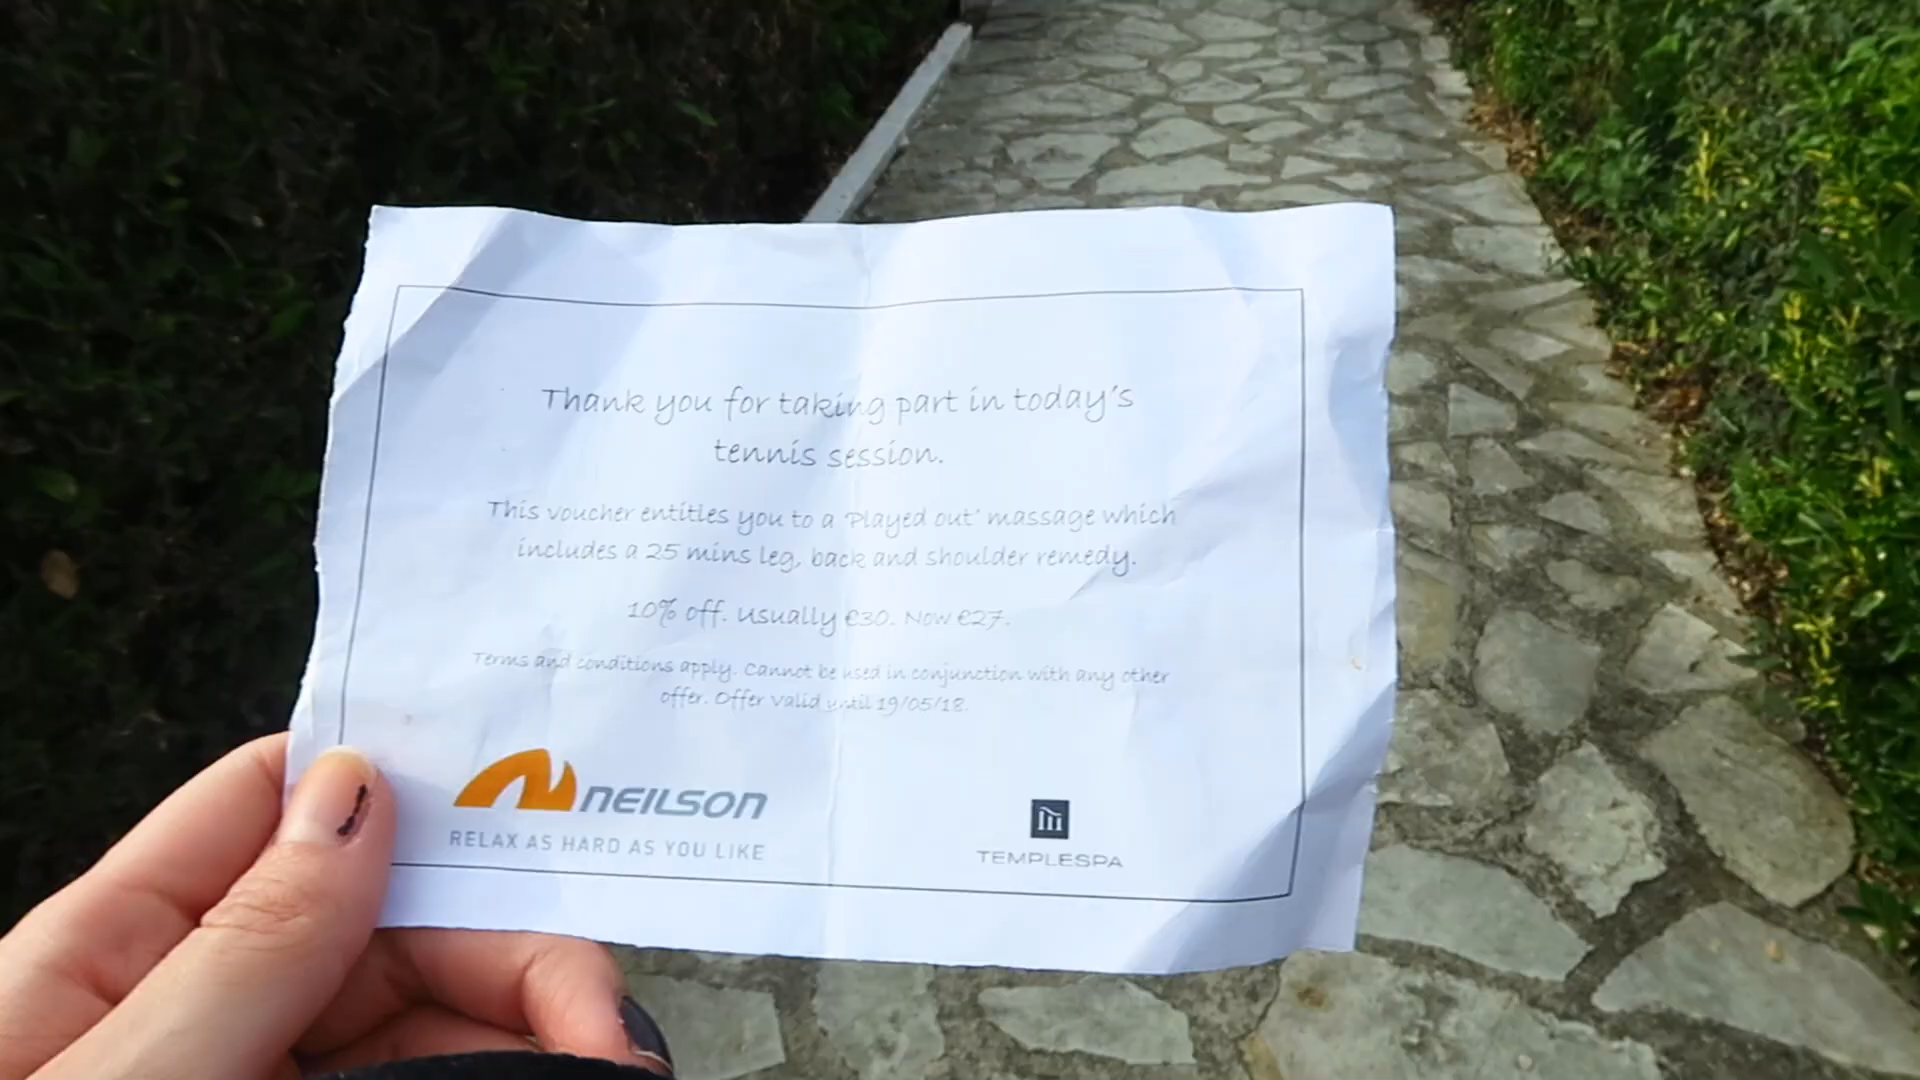 Thank you for taking part in today's
tennis session.
This voucher entitles you to a 'Played out' massage which
includes a 25 mins leg, back and shoulder remedy.
10% off. Usually €30. Now €27.
Terms and conditions apply. Cannot be used in conjunction with any other
offer. Offer valid until 19/05/18.
NEILSON
RELAX AS HARD AS YOU LIKE
TEMPLESPA